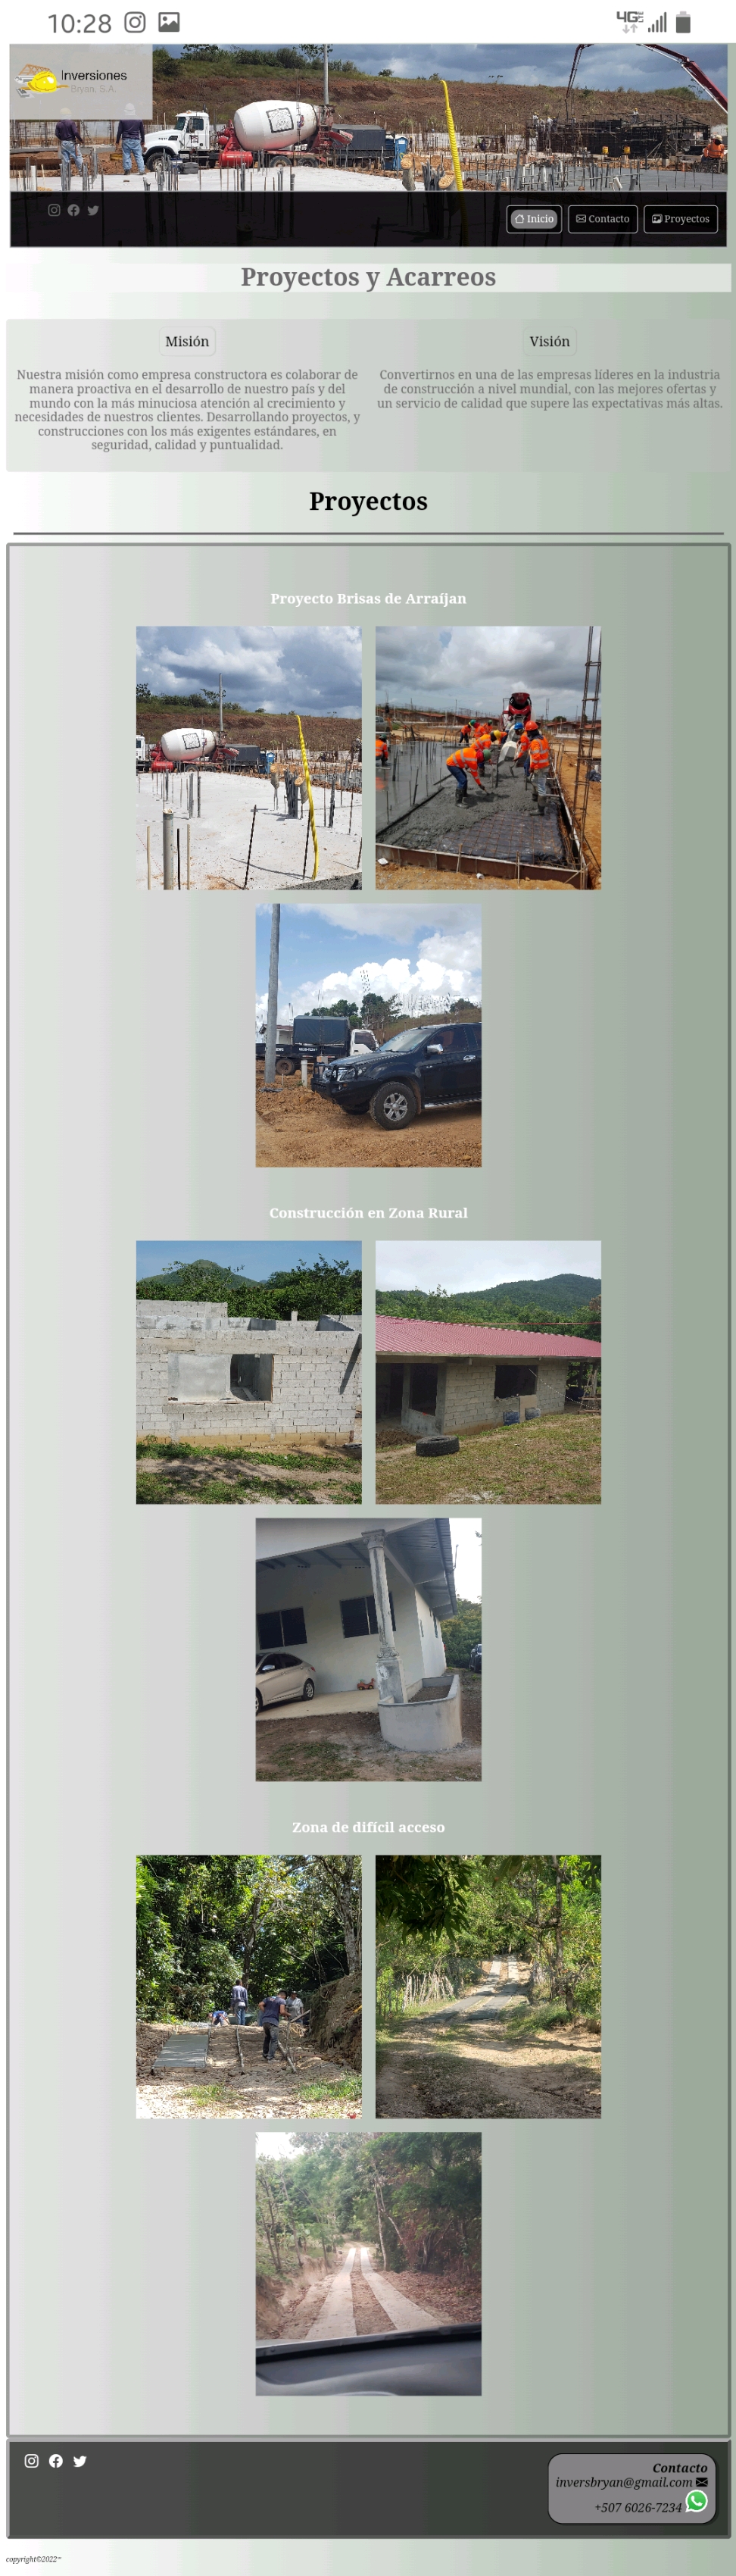 10:28
4G LTE
Inversiones
Bryan, S.A.
Inicio
Contacto
Proyectos
Proyectos y Acarreos
Misión
Nuestra misión como empresa constructora es colaborar de
manera proactiva en el desarrollo de nuestro país y del
mundo con la más minuciosa atención al crecimiento y
necesidades de nuestros clientes. Desarrollando proyectos, y
construcciones con los más exigentes estándares, en
seguridad, calidad y puntualidad.
Visión
Convertirnos en una de las empresas líderes en la industria
de construcción a nivel mundial, con las mejores ofertas y
un servicio de calidad que supere las expectativas más altas.
Proyectos
Proyecto Brisas de Arraíjan
Construcción en Zona Rural
Zona de difícil acceso
Contacto
inversbryan@gmail.com
+507 6026-7234
copyright©2022™